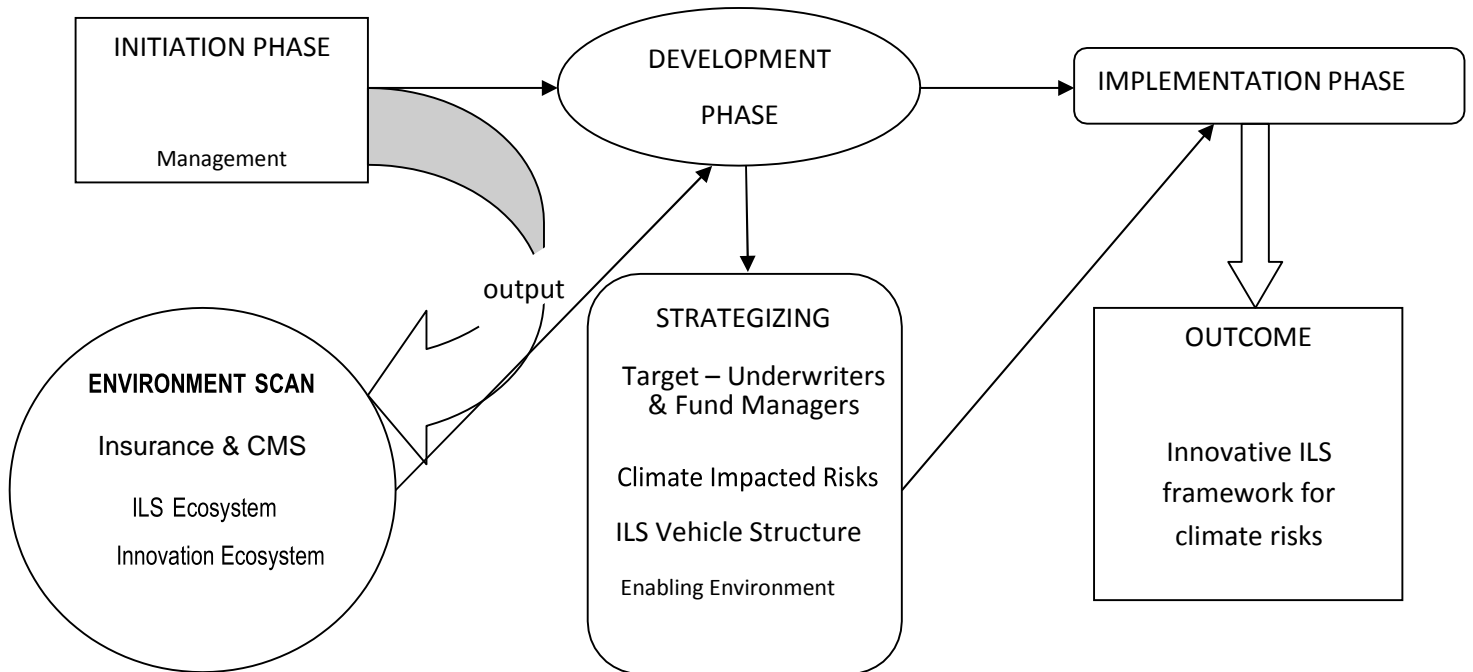 INITIATION PHASE
Management
DEVELOPMENT
PHASE
IMPLEMENTATION PHASE
output
ENVIRONMENT SCAN
Insurance & CMS
ILS Ecosystem
Innovation Ecosystem
STRATEGIZING
Target – Underwriters
& Fund Managers
Climate Impacted Risks
ILS Vehicle Structure
Enabling Environment
OUTCOME
Innovative ILS
framework for
climate risks